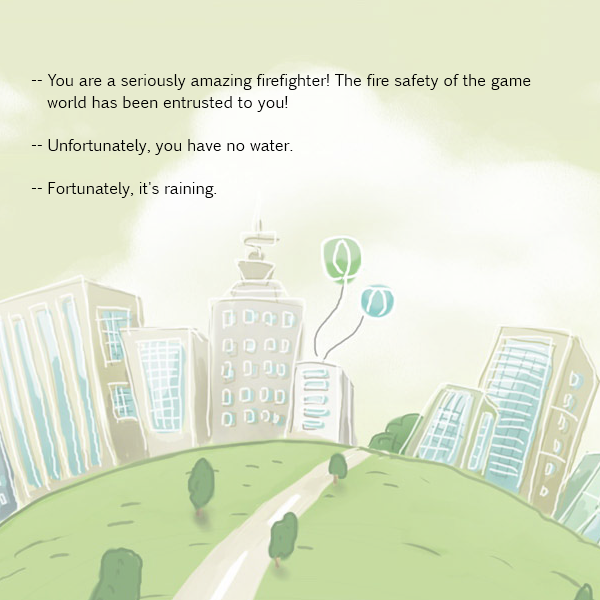 -- You are a seriously amazing firefighter! The fire safety of the game
world has been entrusted to you!
-- Unfortunately, you have no water.
-- Fortunately, it's raining.